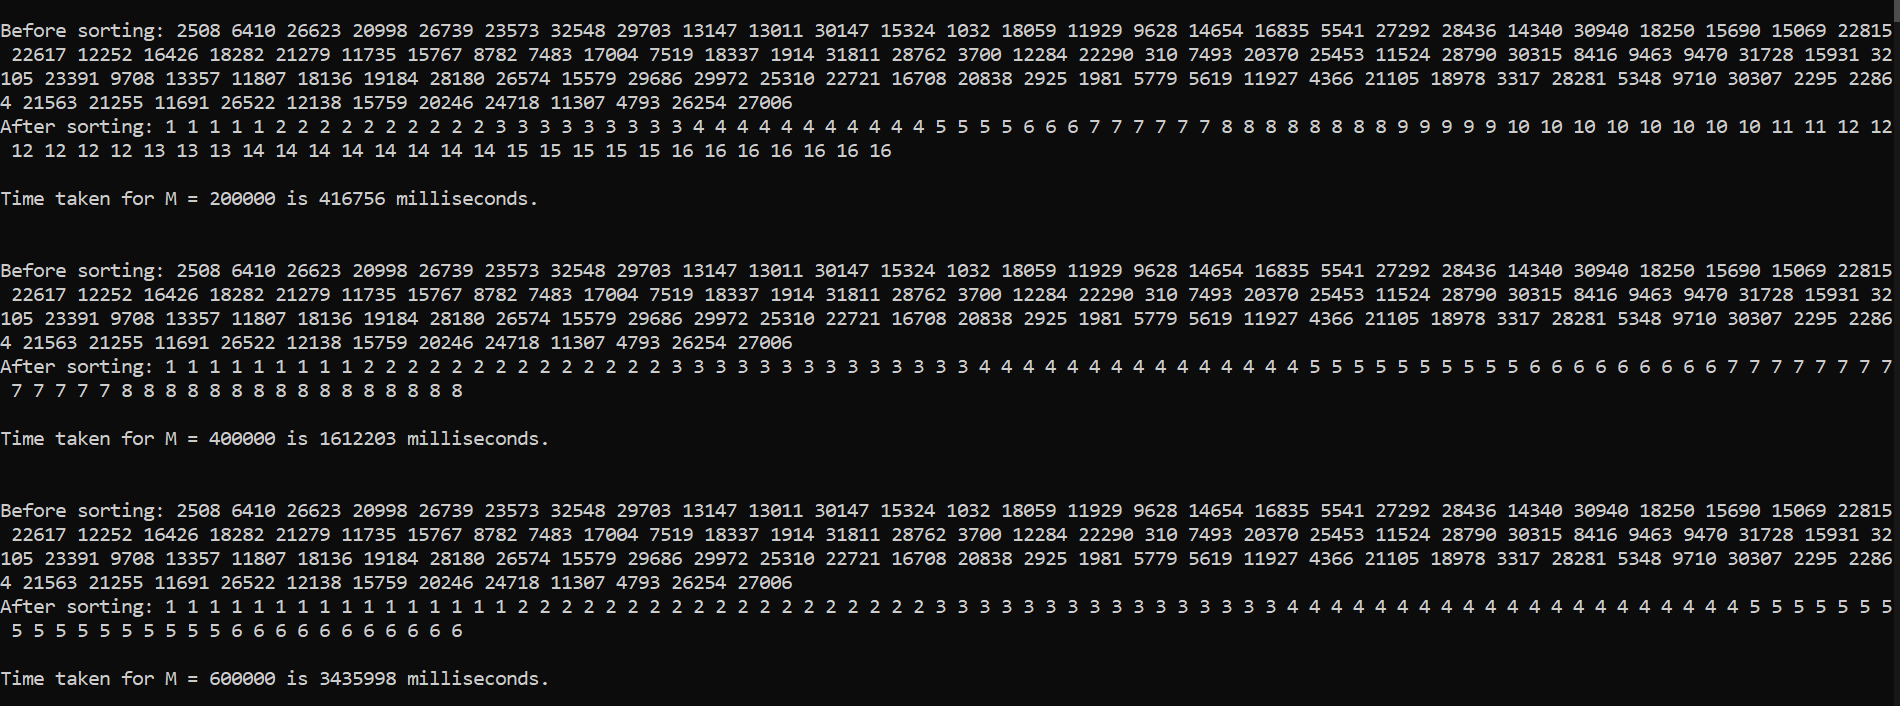 Before sorting: 2508 6410 26623 20998 26739 23573 32548 29703 13147 13011 30147 15324 1032 18059 11929 9628 14654 16835 5541 27292 28436 14340 30940 18250 15690 15069 22815
22617 12252 16426 18282 21279 11735 15767 8782 7483 17004 7519 18337 1914 31811 28762 3700 12284 22290 310 7493 20370 25453 11524 28790 30315 8416 9463 9470 31728 15931 32
105 23391 9708 13357 11807 18136 19184 28180 26574 15579 29686 29972 25310 22721 16708 20838 2925 1981 5779 5619 11927 4366 21105 18978 3317 28281 5348 9710 30307 2295 2286
4 21563 21255 11691 26522 12138 15759 20246 24718 11307 4793 26254 27006
After sorting: 1 1 1 1 1 2 2 2 2 2 2 2 2 2 2 3 3 3 3 3 3 3 3 3 4 4 4 4 4 4 4 4 4 4 4 5 5 5 5 6 6 6 7 7 7 7 7 7 8 8 8 8 8 8 8 8 9 9 9 9 9 10 10 10 10 10 10 10 10 11 11 12 12
12 12 12 12 13 13 13 14 14 14 14 14 14 14 14 15 15 15 15 15 16 16 16 16 16 16 16
Time taken for M = 200000 is 416756 milliseconds.
Before sorting: 2508 6410 26623 20998 26739 23573 32548 29703 13147 13011 30147 15324 1032 18059 11929 9628 14654 16835 5541 27292 28436 14340 30940 18250 15690 15069 22815
22617 12252 16426 18282 21279 11735 15767 8782 7483 17004 7519 18337 1914 31811 28762 3700 12284 22290 310 7493 20370 25453 11524 28790 30315 8416 9463 9470 31728 15931 32
105 23391 9708 13357 11807 18136 19184 28180 26574 15579 29686 29972 25310 22721 16708 20838 2925 1981 5779 5619 11927 4366 21105 18978 3317 28281 5348 9710 30307 2295 2286
4 21563 21255 11691 26522 12138 15759 20246 24718 11307 4793 26254 27006
After sorting: 1 1 1 1 1 1 1 1 1 2 2 2 2 2 2 2 2 2 2 2 2 2 2 3 3 3 3 3 3 3 3 3 3 3 3 3 3 4 4 4 4 4 4 4 4 4 4 4 4 4 4 4 5 5 5 5 5 5 5 5 5 5 6 6 6 6 6 6 6 6 6 7 7 7 7 7 7 7 7
7 7 7 7 7 8 8 8 8 8 8 8 8 8 8 8 8 8 8 8 8
Time taken for M = 400000 is 1612203 milliseconds.
Before sorting: 2508 6410 26623 20998 26739 23573 32548 29703 13147 13011 30147 15324 1032 18059 11929 9628 14654 16835 5541 27292 28436 14340 30940 18250 15690 15069 22815
22617 12252 16426 18282 21279 11735 15767 8782 7483 17004 7519 18337 1914 31811 28762 3700 12284 22290 310 7493 20370 25453 11524 28790 30315 8416 9463 9470 31728 15931 32
105 23391 9708 13357 11807 18136 19184 28180 26574 15579 29686 29972 25310 22721 16708 20838 2925 1981 5779 5619 11927 4366 21105 18978 3317 28281 5348 9710 30307 2295 2286
4 21563 21255 11691 26522 12138 15759 20246 24718 11307 4793 26254 27006
After sorting: 1 1 1 1 1 1 1 1 1 1 1 1 1 1 1 1 2 2 2 2 2 2 2 2 2 2 2 2 2 2 2 2 2 2 2 3 3 3 3 3 3 3 3 3 3 3 3 3 3 3 3 4 4 4 4 4 4 4 4 4 4 4 4 4 4 4 4 4 4 4 4 4 5 5 5 5 5 5 5
5 5 5 5 5 5 5 5 5 5 6 6 6 6 6 6 6 6 6 6 6
Time taken for M = 600000 is 3435998 milliseconds.